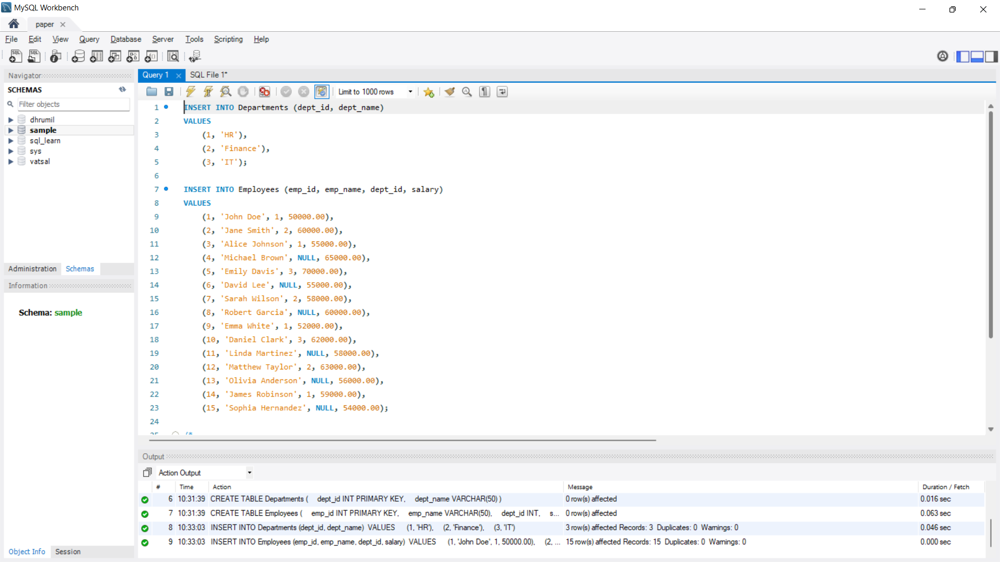 MySQL Workbench
paper
File Edit View Query Database Server Tools Scripting Help
Navigator
SCHEMAS
Filter objects
dhrumil
sample
sql_learn
sys
vatsal
Administration Schemas
Information
Schema: sample
Object Info Session
Query 1 SQL File 1*
Limit to 1000 rows
1 INSERT INTO Departments (dept_id, dept_name)
2 VALUES
3 (1, 'HR'),
4 (2, 'Finance'),
5 (3, 'IT');
6
7 INSERT INTO Employees (emp_id, emp_name, dept_id, salary)
8 VALUES
9 (1, 'John Doe', 1, 50000.00),
10 (2, 'Jane Smith', 2, 60000.00),
11 (3, 'Alice Johnson', 1, 55000.00),
12 (4, 'Michael Brown', NULL, 65000.00),
13 (5, 'Emily Davis', 3, 70000.00),
14 (6, 'David Lee', NULL, 55000.00),
15 (7, 'Sarah Wilson', 2, 58000.00),
16 (8, 'Robert Garcia', NULL, 60000.00),
17 (9, 'Emma White', 1, 52000.00),
18 (10, 'Daniel Clark', 3, 62000.00),
19 (11, 'Linda Martinez', NULL, 58000.00),
20 (12, 'Matthew Taylor', 2, 63000.00),
21 (13, 'Olivia Anderson', NULL, 56000.00),
22 (14, 'James Robinson', 1, 59000.00),
23 (15, 'Sophia Hernandez', NULL, 54000.00);
24
Output
Action Output
# Time Action Message Duration / Fetch
6 10:31:39 CREATE TABLE Departments ( dept_id INT PRIMARY KEY, dept_name VARCHAR(50) ) 0 row(s) affected 0.016 sec
7 10:31:39 CREATE TABLE Employees ( emp_id INT PRIMARY KEY, emp_name VARCHAR(50), dept_id INT, s... 0 row(s) affected 0.063 sec
8 10:33:03 INSERT INTO Departments (dept_id, dept_name) VALUES (1, 'HR'), (2, 'Finance'), (3, 'IT') 3 row(s) affected Records: 3 Duplicates: 0 Warnings: 0 0.046 sec
9 10:33:03 INSERT INTO Employees (emp_id, emp_name, dept_id, salary) VALUES (1, 'John Doe', 1, 50000.00), (2, ... 15 row(s) affected Records: 15 Duplicates: 0 Warnings: 0 0.000 sec